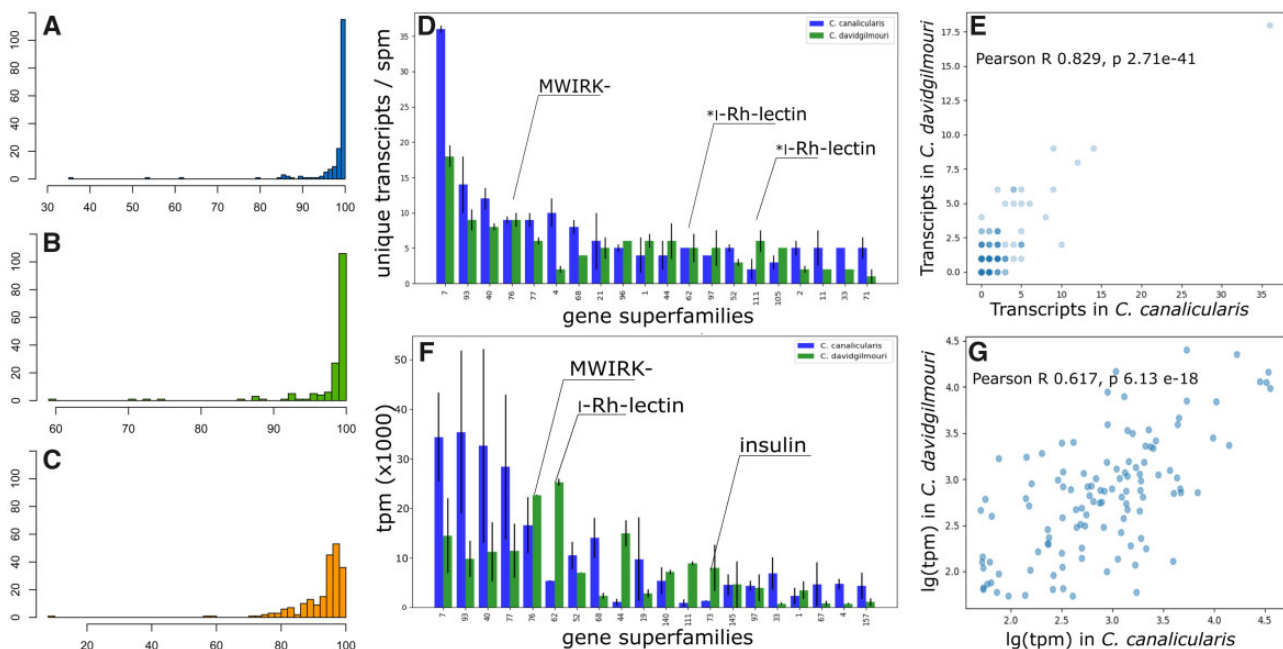 A
100
80
60
40
20
0
30 40 50 60 70 80 90 100
B
100
80
60
40
20
0
60 70 80 90 100
C
100
80
60
40
20
0
20 40 60 80 100
D
C. canalicularis
C. davidgilmouri
unique transcripts / spm
35
30
25
20
15
10
5
0
MWIRK-
*I-Rh-lectin
*I-Rh-lectin
7 93 40 76 77 4 68 21 96 1 44 62 97 52 111 105 2 11 33 71
gene superfamilies
E
Pearson R 0.829, p 2.71e-41
Transcripts in C. davidgilmouri
17.5
15.0
12.5
10.0
7.5
5.0
2.5
0.0
0 5 10 15 20 25 30 35
Transcripts in C. canalicularis
F
C. canalicularis
C. davidgilmouri
tpm (x1000)
50
40
30
20
10
0
MWIRK-
I-Rh-lectin
insulin
7 93 40 77 76 62 52 68 44 19 140 111 73 145 97 33 1 67 4 157
gene superfamilies
G
Pearson R 0.617, p 6.13 e-18
lg(tpm) in C. davidgilmouri
4.5
4.0
3.5
3.0
2.5
2.0
2.0 2.5 3.0 3.5 4.0 4.5
lg(tpm) in C. canalicularis